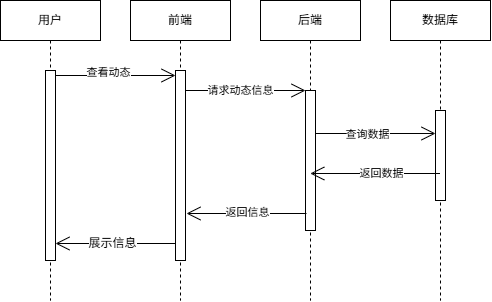 用户
前端
后端
数据库
查看动态
请求动态信息
查询数据
返回数据
返回信息
展示信息